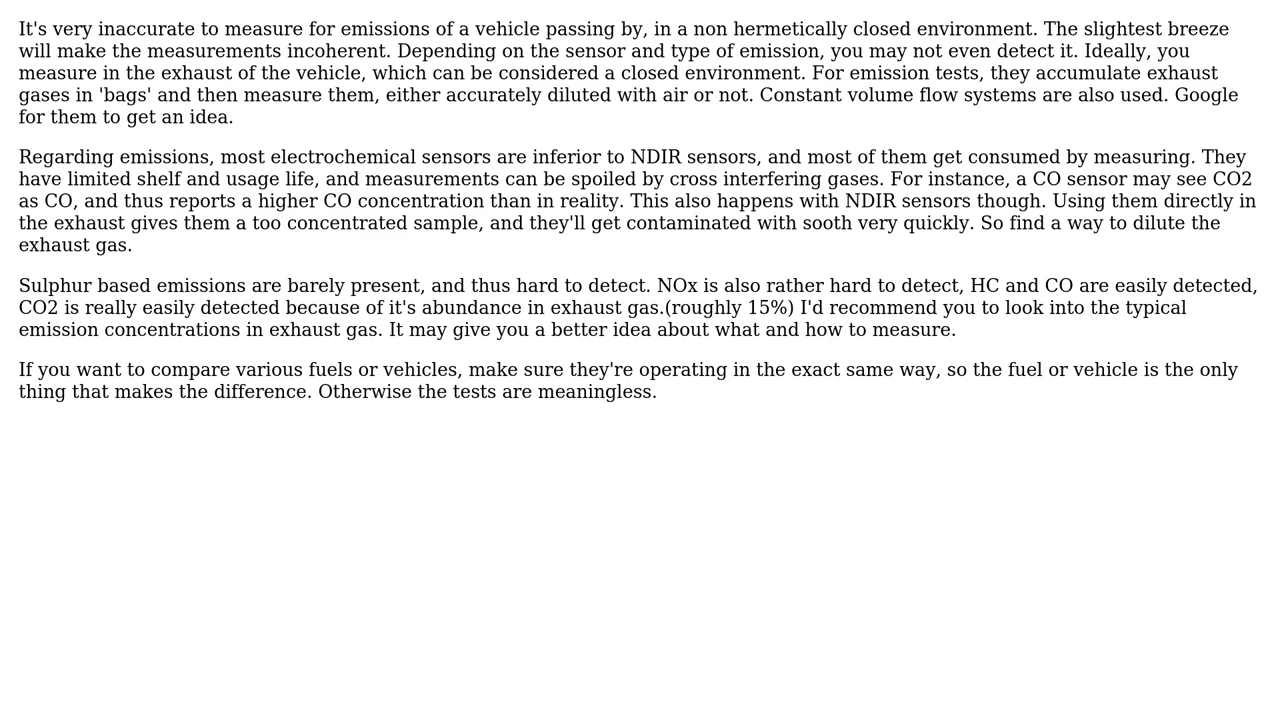 It's very inaccurate to measure for emissions of a vehicle passing by, in a non hermetically closed environment. The slightest breeze
will make the measurements incoherent. Depending on the sensor and type of emission, you may not even detect it. Ideally, you
measure in the exhaust of the vehicle, which can be considered a closed environment. For emission tests, they accumulate exhaust
gases in 'bags' and then measure them, either accurately diluted with air or not. Constant volume flow systems are also used. Google
for them to get an idea.
Regarding emissions, most electrochemical sensors are inferior to NDIR sensors, and most of them get consumed by measuring. They
have limited shelf and usage life, and measurements can be spoiled by cross interfering gases. For instance, a CO sensor may see CO2
as CO, and thus reports a higher CO concentration than in reality. This also happens with NDIR sensors though. Using them directly in
the exhaust gives them a too concentrated sample, and they'll get contaminated with sooth very quickly. So find a way to dilute the
exhaust gas.
Sulphur based emissions are barely present, and thus hard to detect. NOx is also rather hard to detect, HC and CO are easily detected,
CO2 is really easily detected because of it's abundance in exhaust gas.(roughly 15%) I'd recommend you to look into the typical
emission concentrations in exhaust gas. It may give you a better idea about what and how to measure.
If you want to compare various fuels or vehicles, make sure they're operating in the exact same way, so the fuel or vehicle is the only
thing that makes the difference. Otherwise the tests are meaningless.